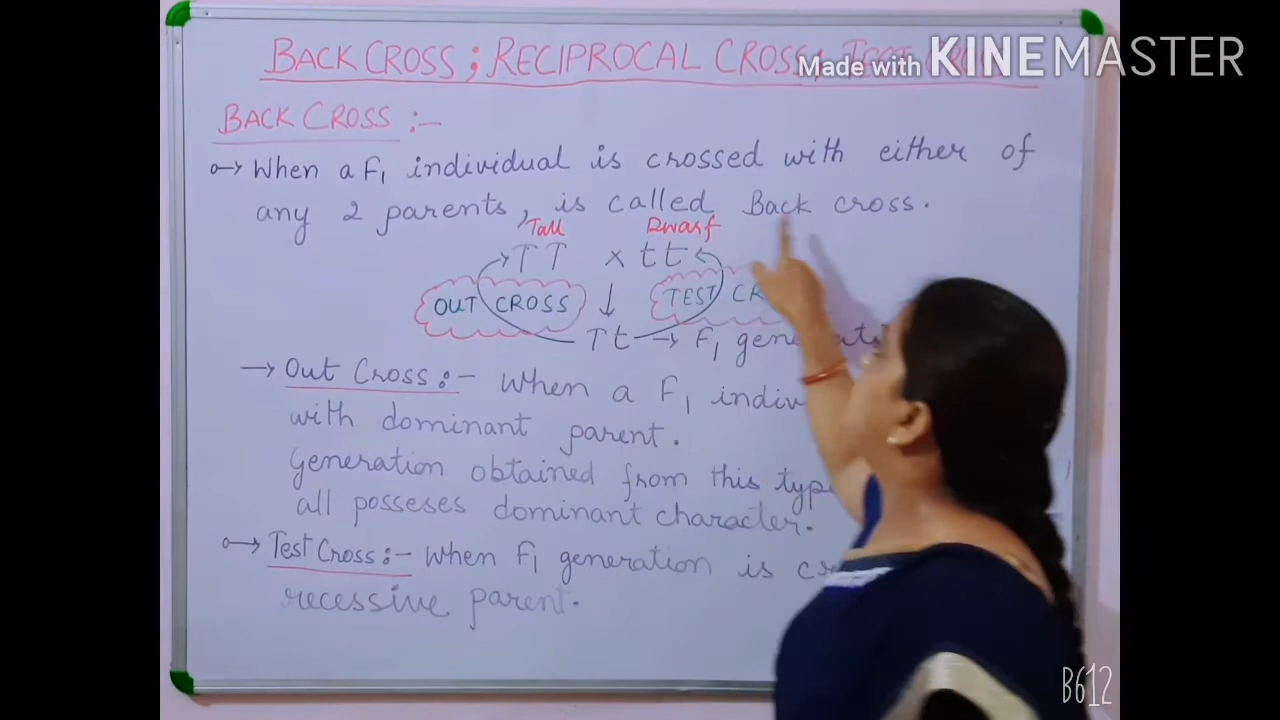 BACK CROSS ; RECIPROCAL CROSS;
Made with KINEMASTER
BACK CROSS :-
When a F1 individual is crossed with either of
any 2 parents, is called Back cross.
Tall Dwarf
TT x tt
OUT CROSS TEST
Tt → F1
→ Out Cross :- When a F1
with dominant parent.
Generation obtained from this
all posseses dominant character.
Test Cross :- When F1 generation is
recessive parent.
B612